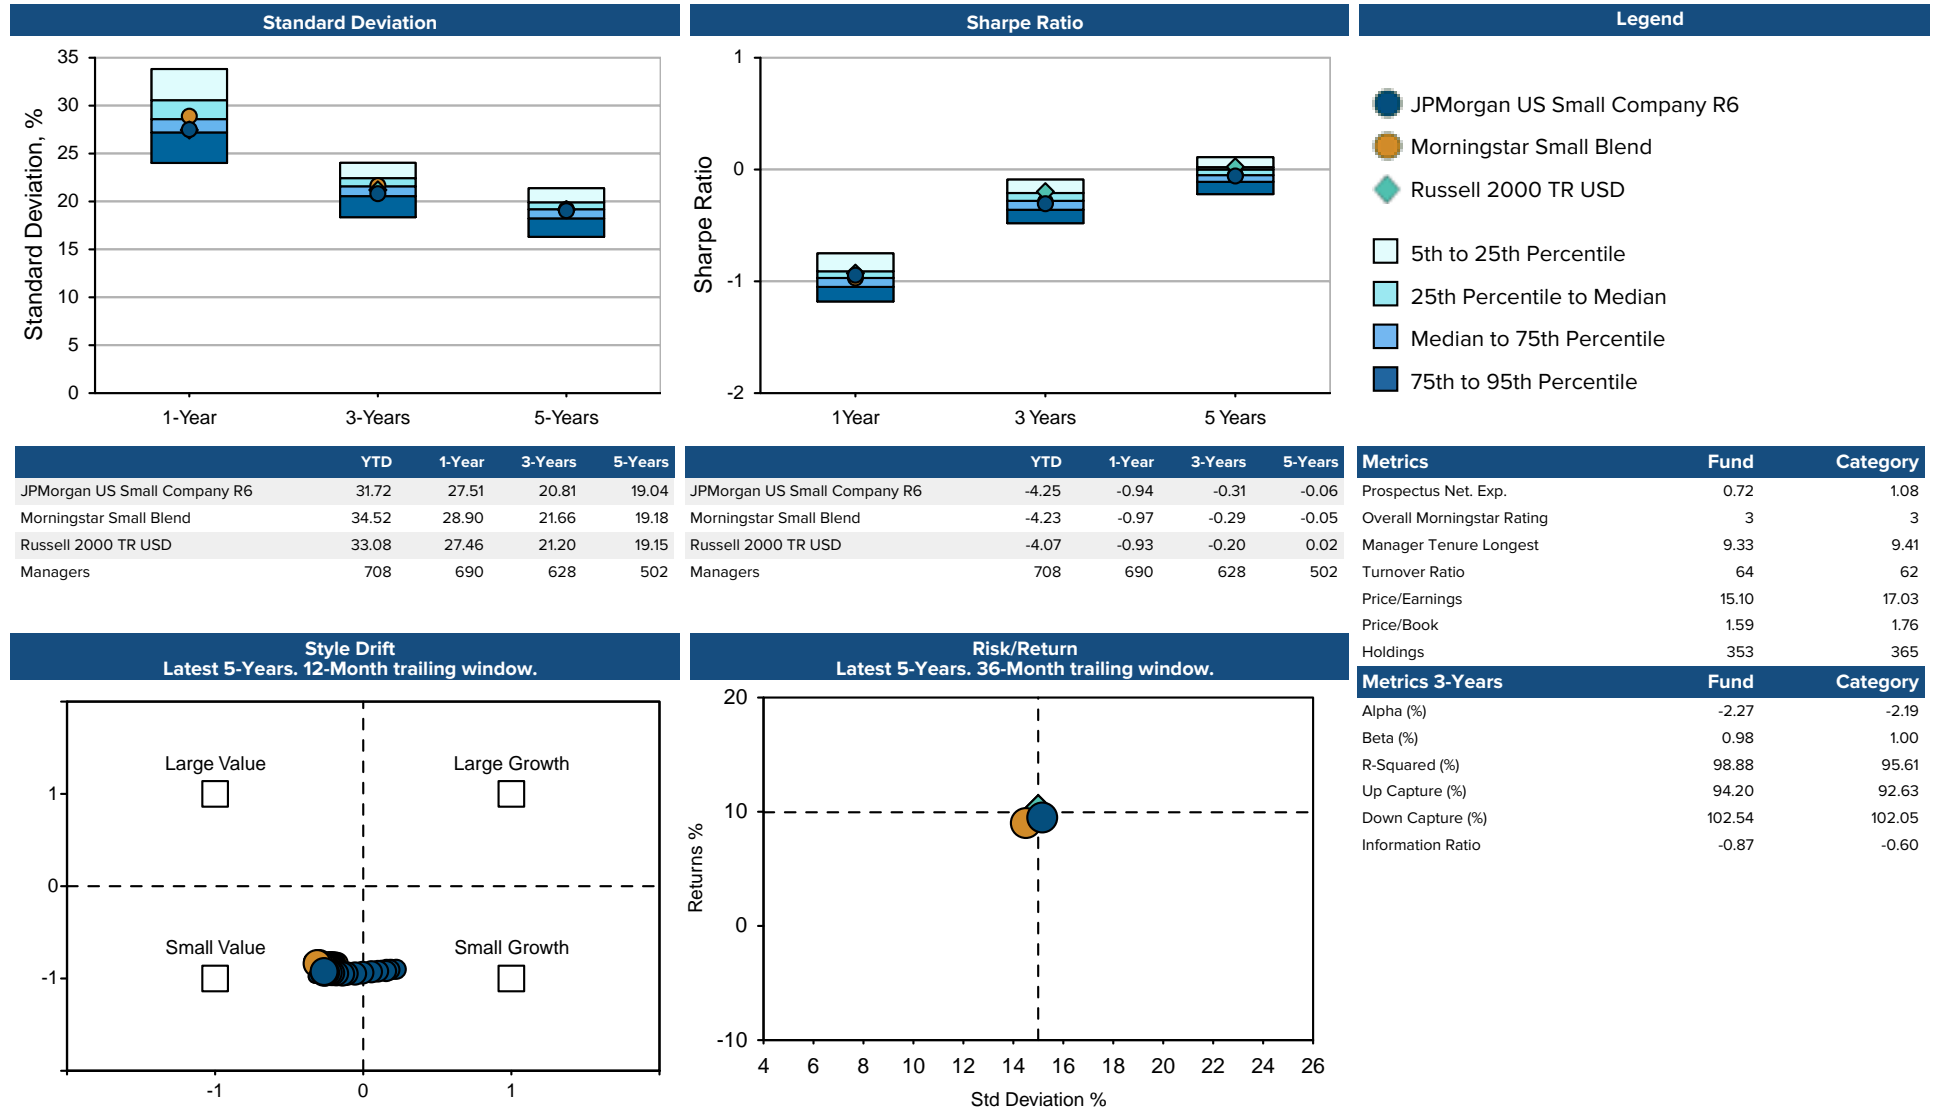 Standard Deviation
35
30
25
20
15
10
5
0
Standard Deviation, %
1-Year 3-Years 5-Years
Sharpe Ratio
1
0
-1
-2
Sharpe Ratio
1Year 3 Years 5 Years
Legend
JPMorgan US Small Company R6
Morningstar Small Blend
Russell 2000 TR USD
5th to 25th Percentile
25th Percentile to Median
Median to 75th Percentile
75th to 95th Percentile
YTD 1-Year 3-Years 5-Years
JPMorgan US Small Company R6 31.72 27.51 20.81 19.04
Morningstar Small Blend 34.52 28.90 21.66 19.18
Russell 2000 TR USD 33.08 27.46 21.20 19.15
Managers 708 690 628 502
YTD 1-Year 3-Years 5-Years
JPMorgan US Small Company R6 -4.25 -0.94 -0.31 -0.06
Morningstar Small Blend -4.23 -0.97 -0.29 -0.05
Russell 2000 TR USD -4.07 -0.93 -0.20 0.02
Managers 708 690 628 502
Metrics Fund Category
Prospectus Net. Exp. 0.72 1.08
Overall Morningstar Rating 3 3
Manager Tenure Longest 9.33 9.41
Turnover Ratio 64 62
Price/Earnings 15.10 17.03
Price/Book 1.59 1.76
Holdings 353 365
Metrics 3-Years Fund Category
Alpha (%) -2.27 -2.19
Beta (%) 0.98 1.00
R-Squared (%) 98.88 95.61
Up Capture (%) 94.20 92.63
Down Capture (%) 102.54 102.05
Information Ratio -0.87 -0.60
Style Drift
Latest 5-Years. 12-Month trailing window.
Large Value Large Growth
1
0
Small Value Small Growth
-1
-1 0 1
Risk/Return
Latest 5-Years. 36-Month trailing window.
20
10
0
-10
Returns %
4 6 8 10 12 14 16 18 20 22 24 26
Std Deviation %